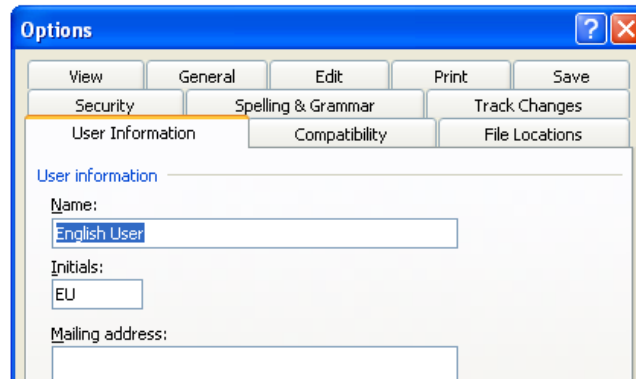 Options
View General Edit Print Save
Security Spelling & Grammar Track Changes
User Information Compatibility File Locations
User information
Name:
English User
Initials:
EU
Mailing address: